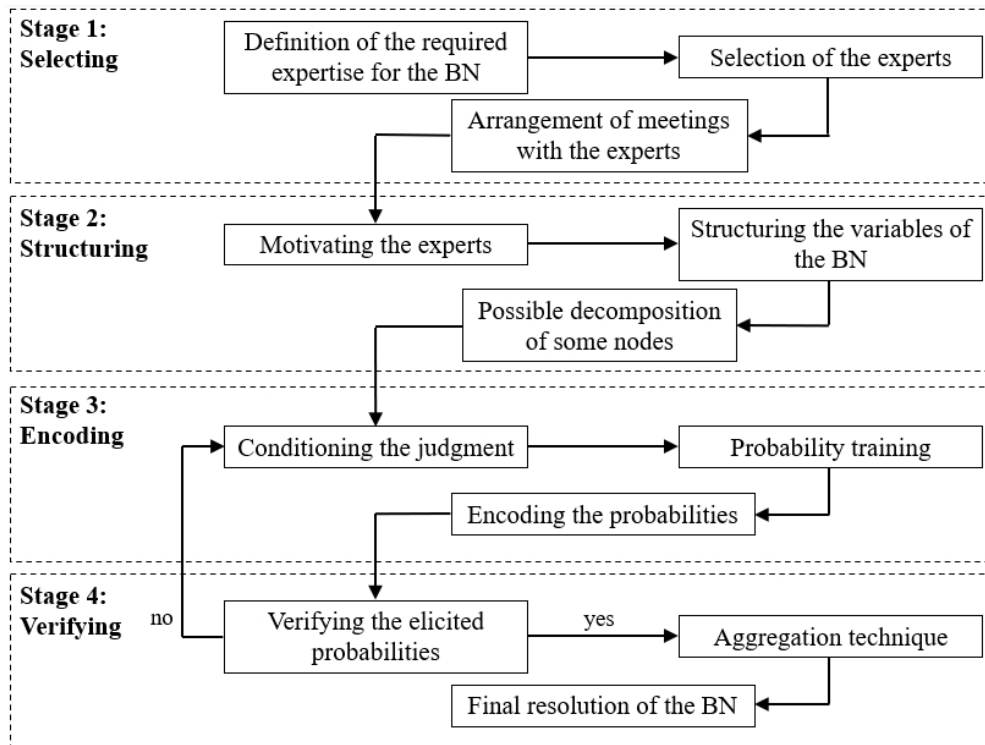 Stage 1:
Selecting
Definition of the required
expertise for the BN
Selection of the experts
Arrangement of meetings
with the experts
Stage 2:
Structuring
Motivating the experts
Structuring the variables of
the BN
Possible decomposition
of some nodes
Stage 3:
Encoding
Conditioning the judgment
Probability training
Encoding the probabilities
Stage 4:
Verifying
no
Verifying the elicited
probabilities
yes
Aggregation technique
Final resolution of the BN